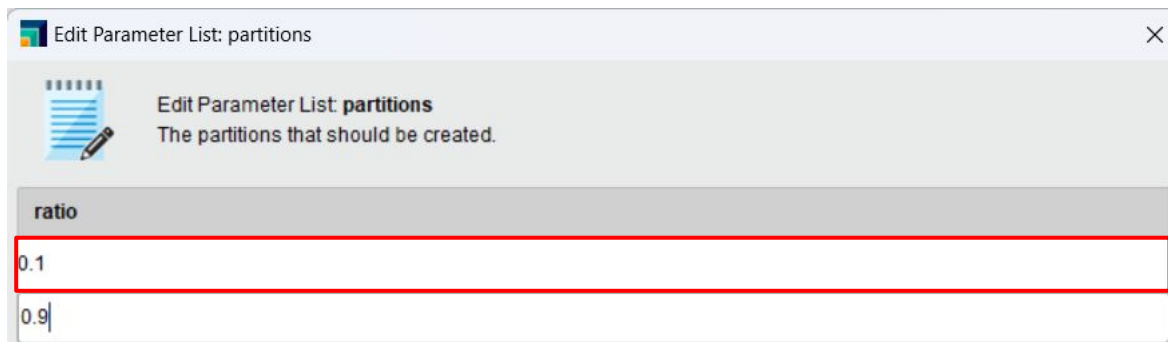 Edit Parameter List: partitions
Edit Parameter List: partitions
The partitions that should be created.
ratio
0.1
0.9